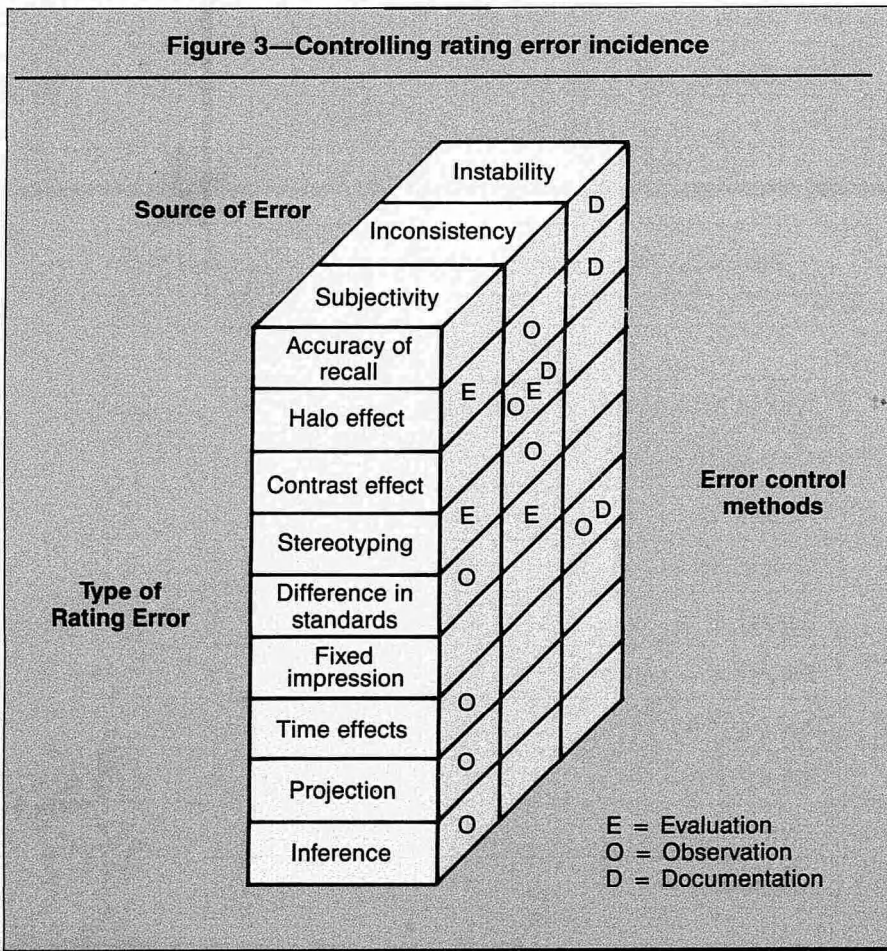 Figure 3—Controlling rating error incidence
Source of Error
Instability
Inconsistency
Subjectivity
Accuracy of
recall
Halo effect
Contrast effect
Stereotyping
Difference in
standards
Fixed
impression
Time effects
Projection
Inference
Type of
Rating Error
E
E
O
O
O
O
O
O E D
O
E
D
D
O D
Error control
methods
E = Evaluation
O = Observation
D = Documentation